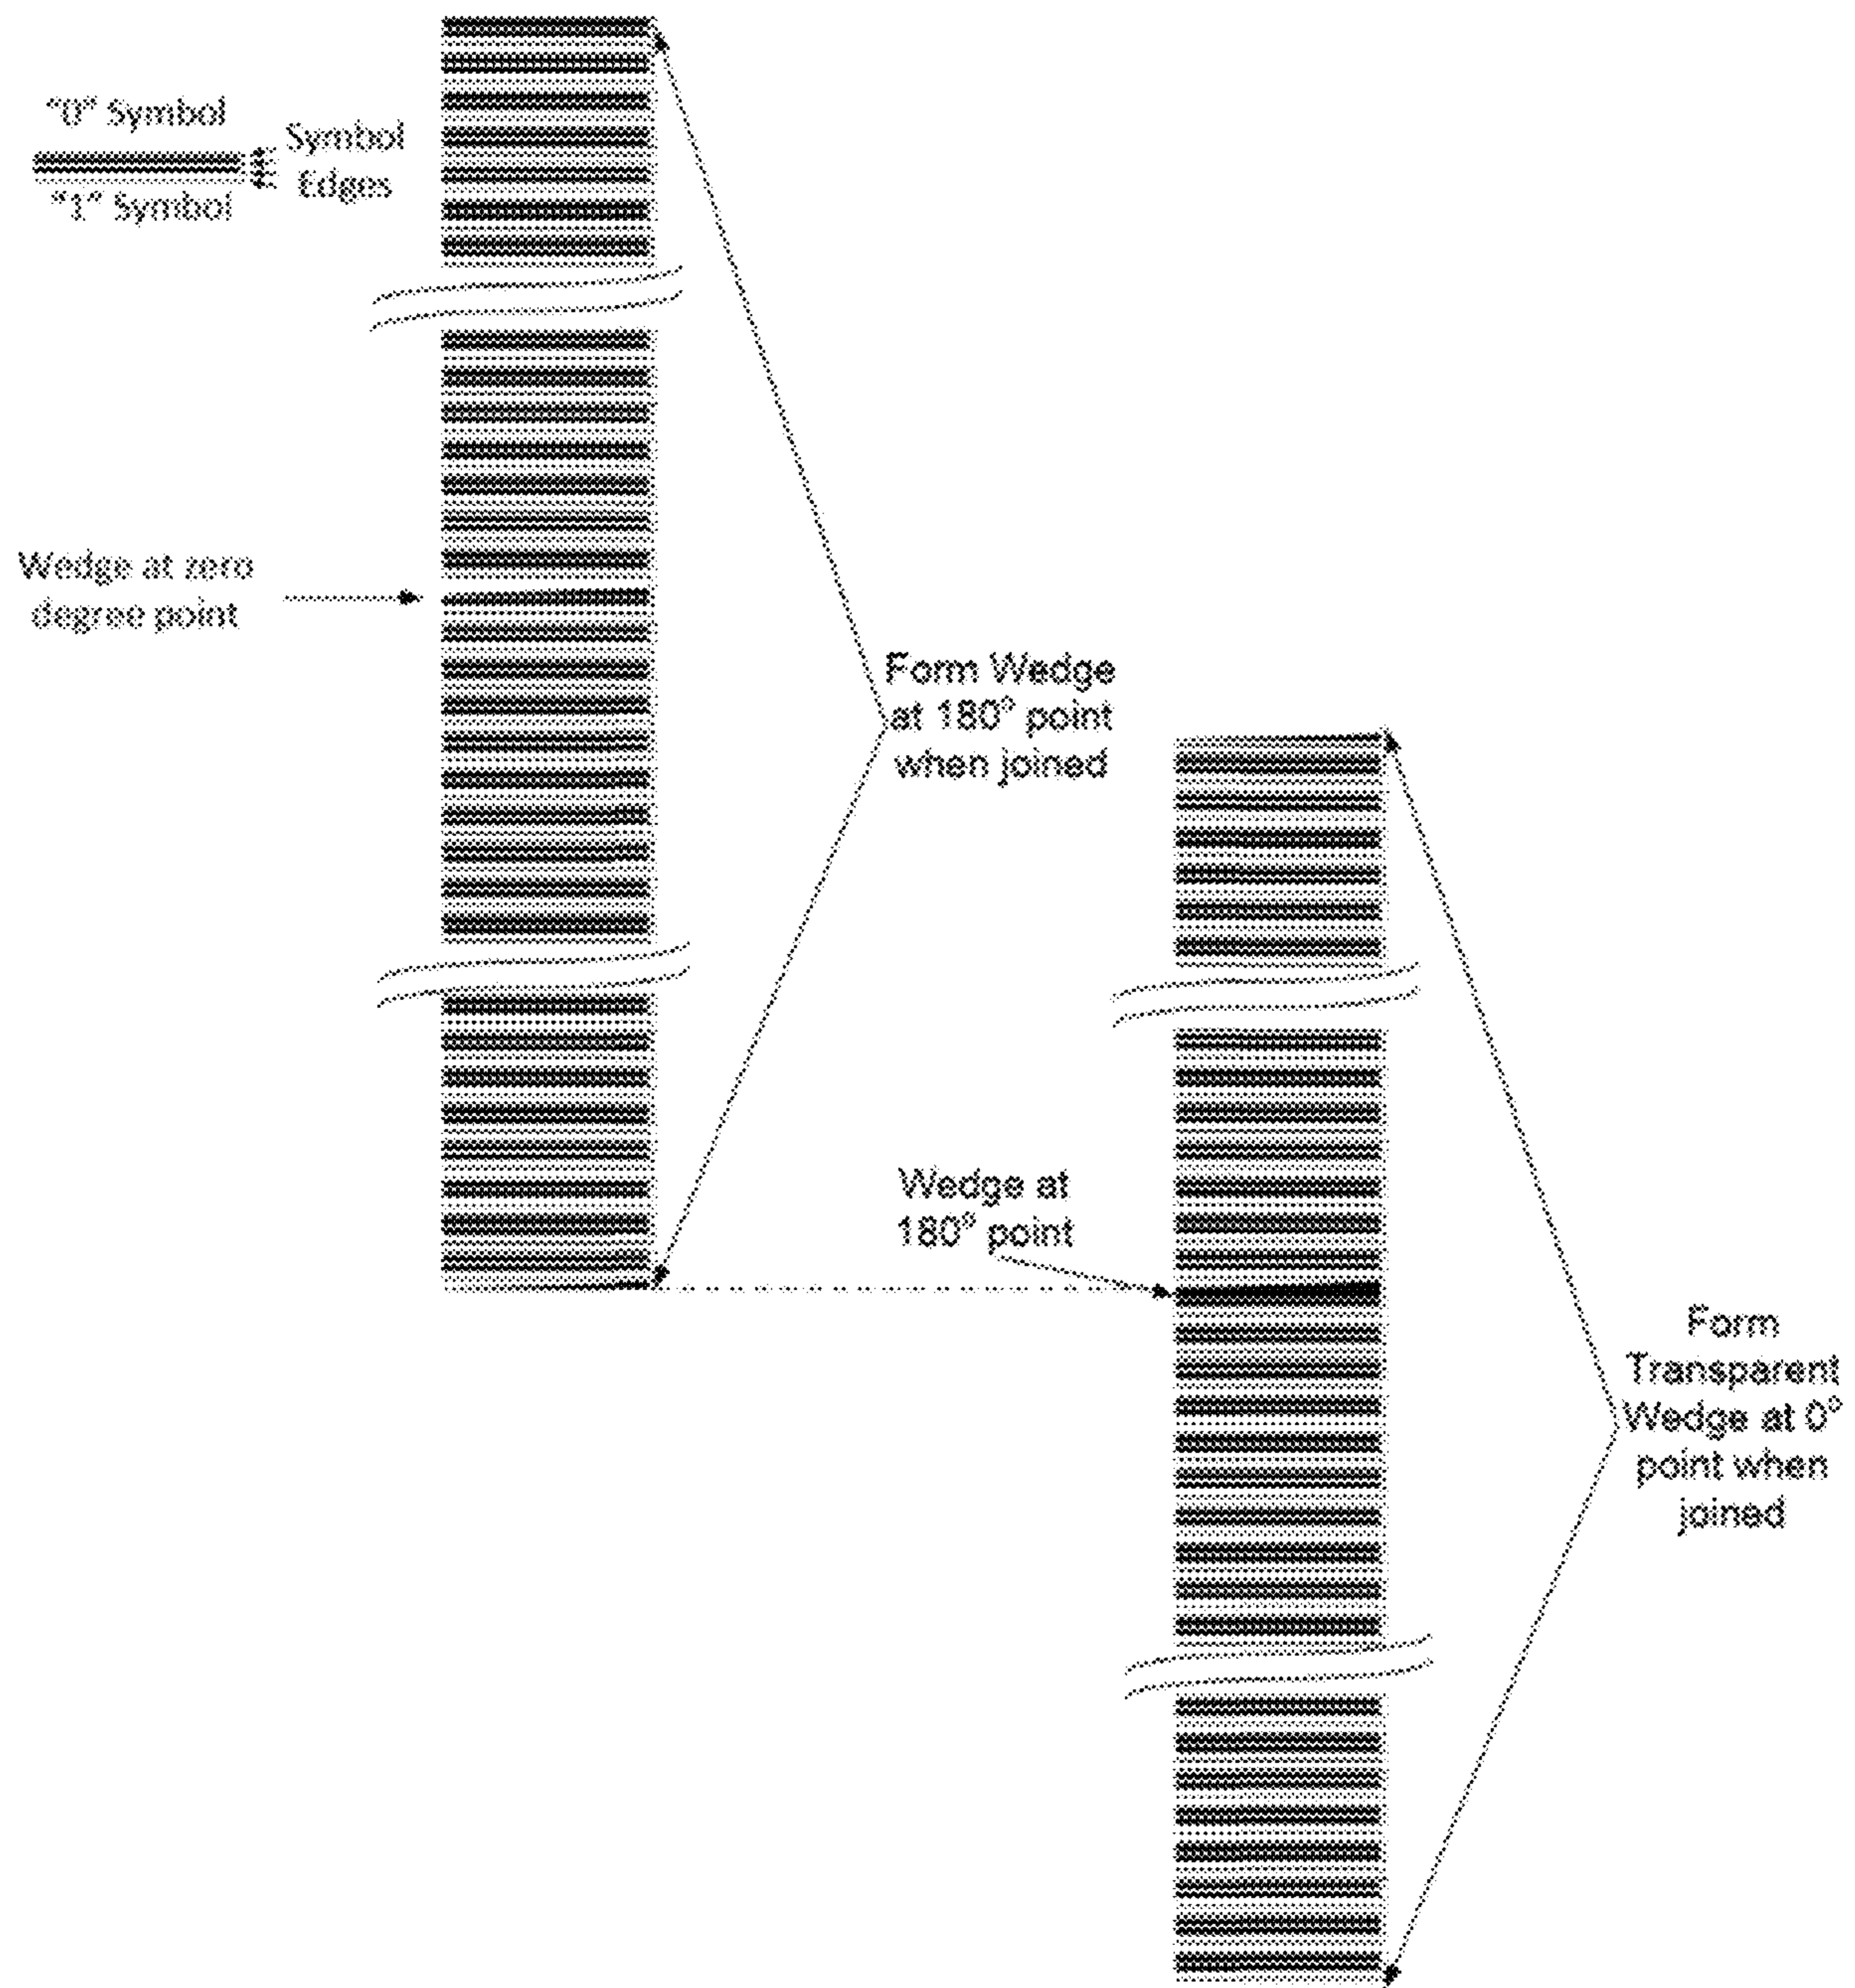 "0" Symbol
"1" Symbol
Symbol
Edges
Wedge at zero
degree point
Form Wedge
at 180° point
when joined
Wedge at
180° point
Form
Transparent
Wedge at 0°
point when
joined